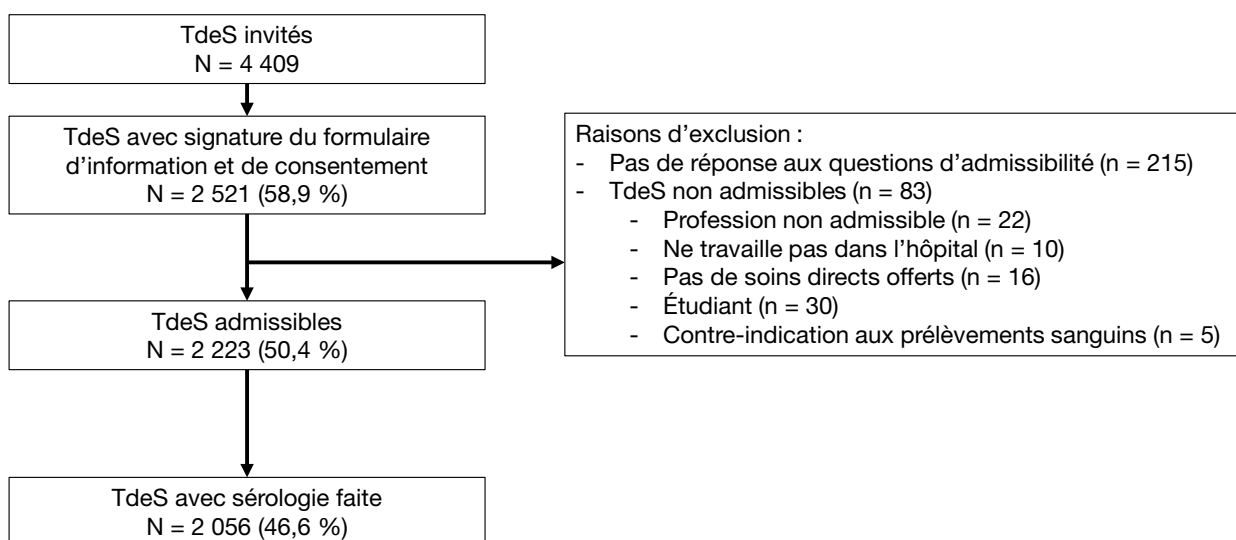 TdeS invités
N = 4 409
TdeS avec signature du formulaire
d’information et de consentement
N = 2 521 (58,9 %)
Raisons d’exclusion :
- Pas de réponse aux questions d’admissibilité (n = 215)
- TdeS non admissibles (n = 83)
- Profession non admissible (n = 22)
- Ne travaille pas dans l’hôpital (n = 10)
- Pas de soins directs offerts (n = 16)
- Étudiant (n = 30)
- Contre-indication aux prélèvements sanguins (n = 5)
TdeS admissibles
N = 2 223 (50,4 %)
TdeS avec sérologie faite
N = 2 056 (46,6 %)